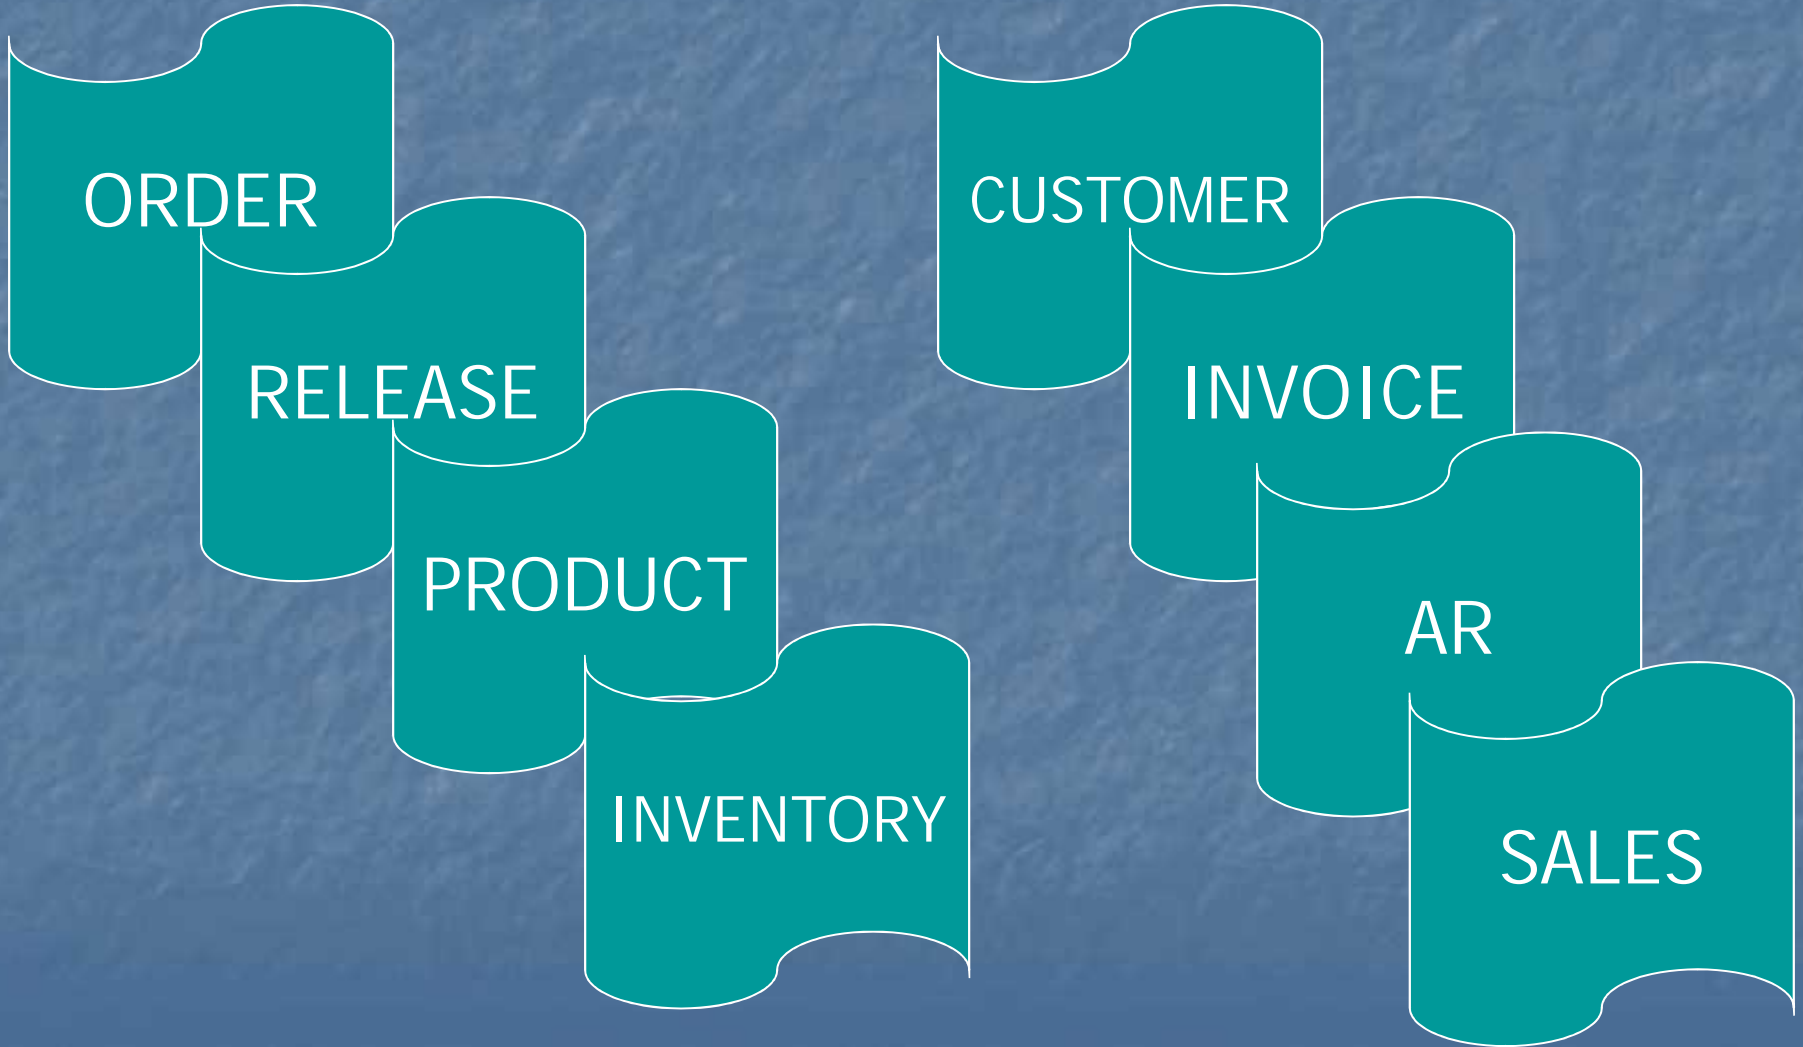 ORDER
RELEASE
PRODUCT
INVENTORY
CUSTOMER
INVOICE
AR
SALES